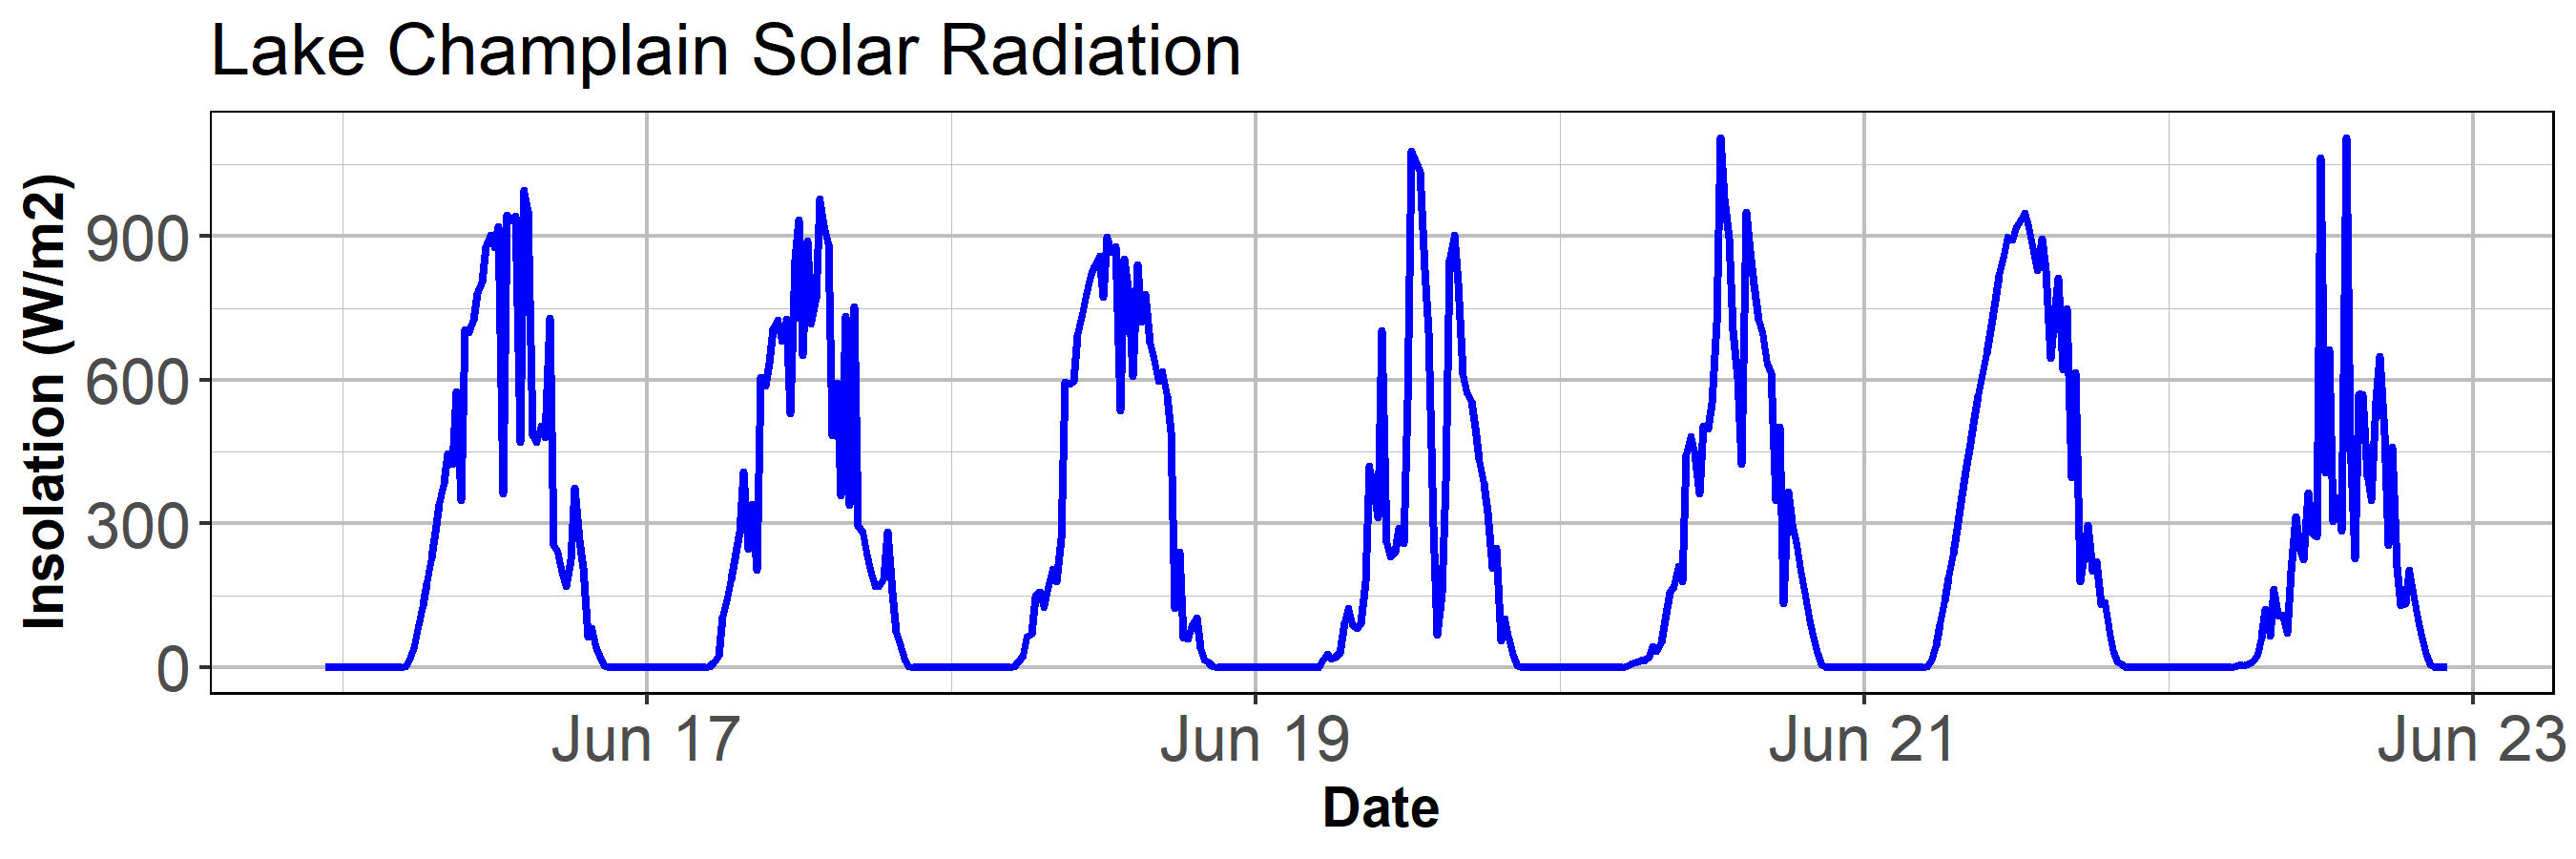 Lake Champlain Solar Radiation
Insolation (W/m2)
900
600
300
0
Jun 17
Jun 19
Jun 21
Jun 23
Date